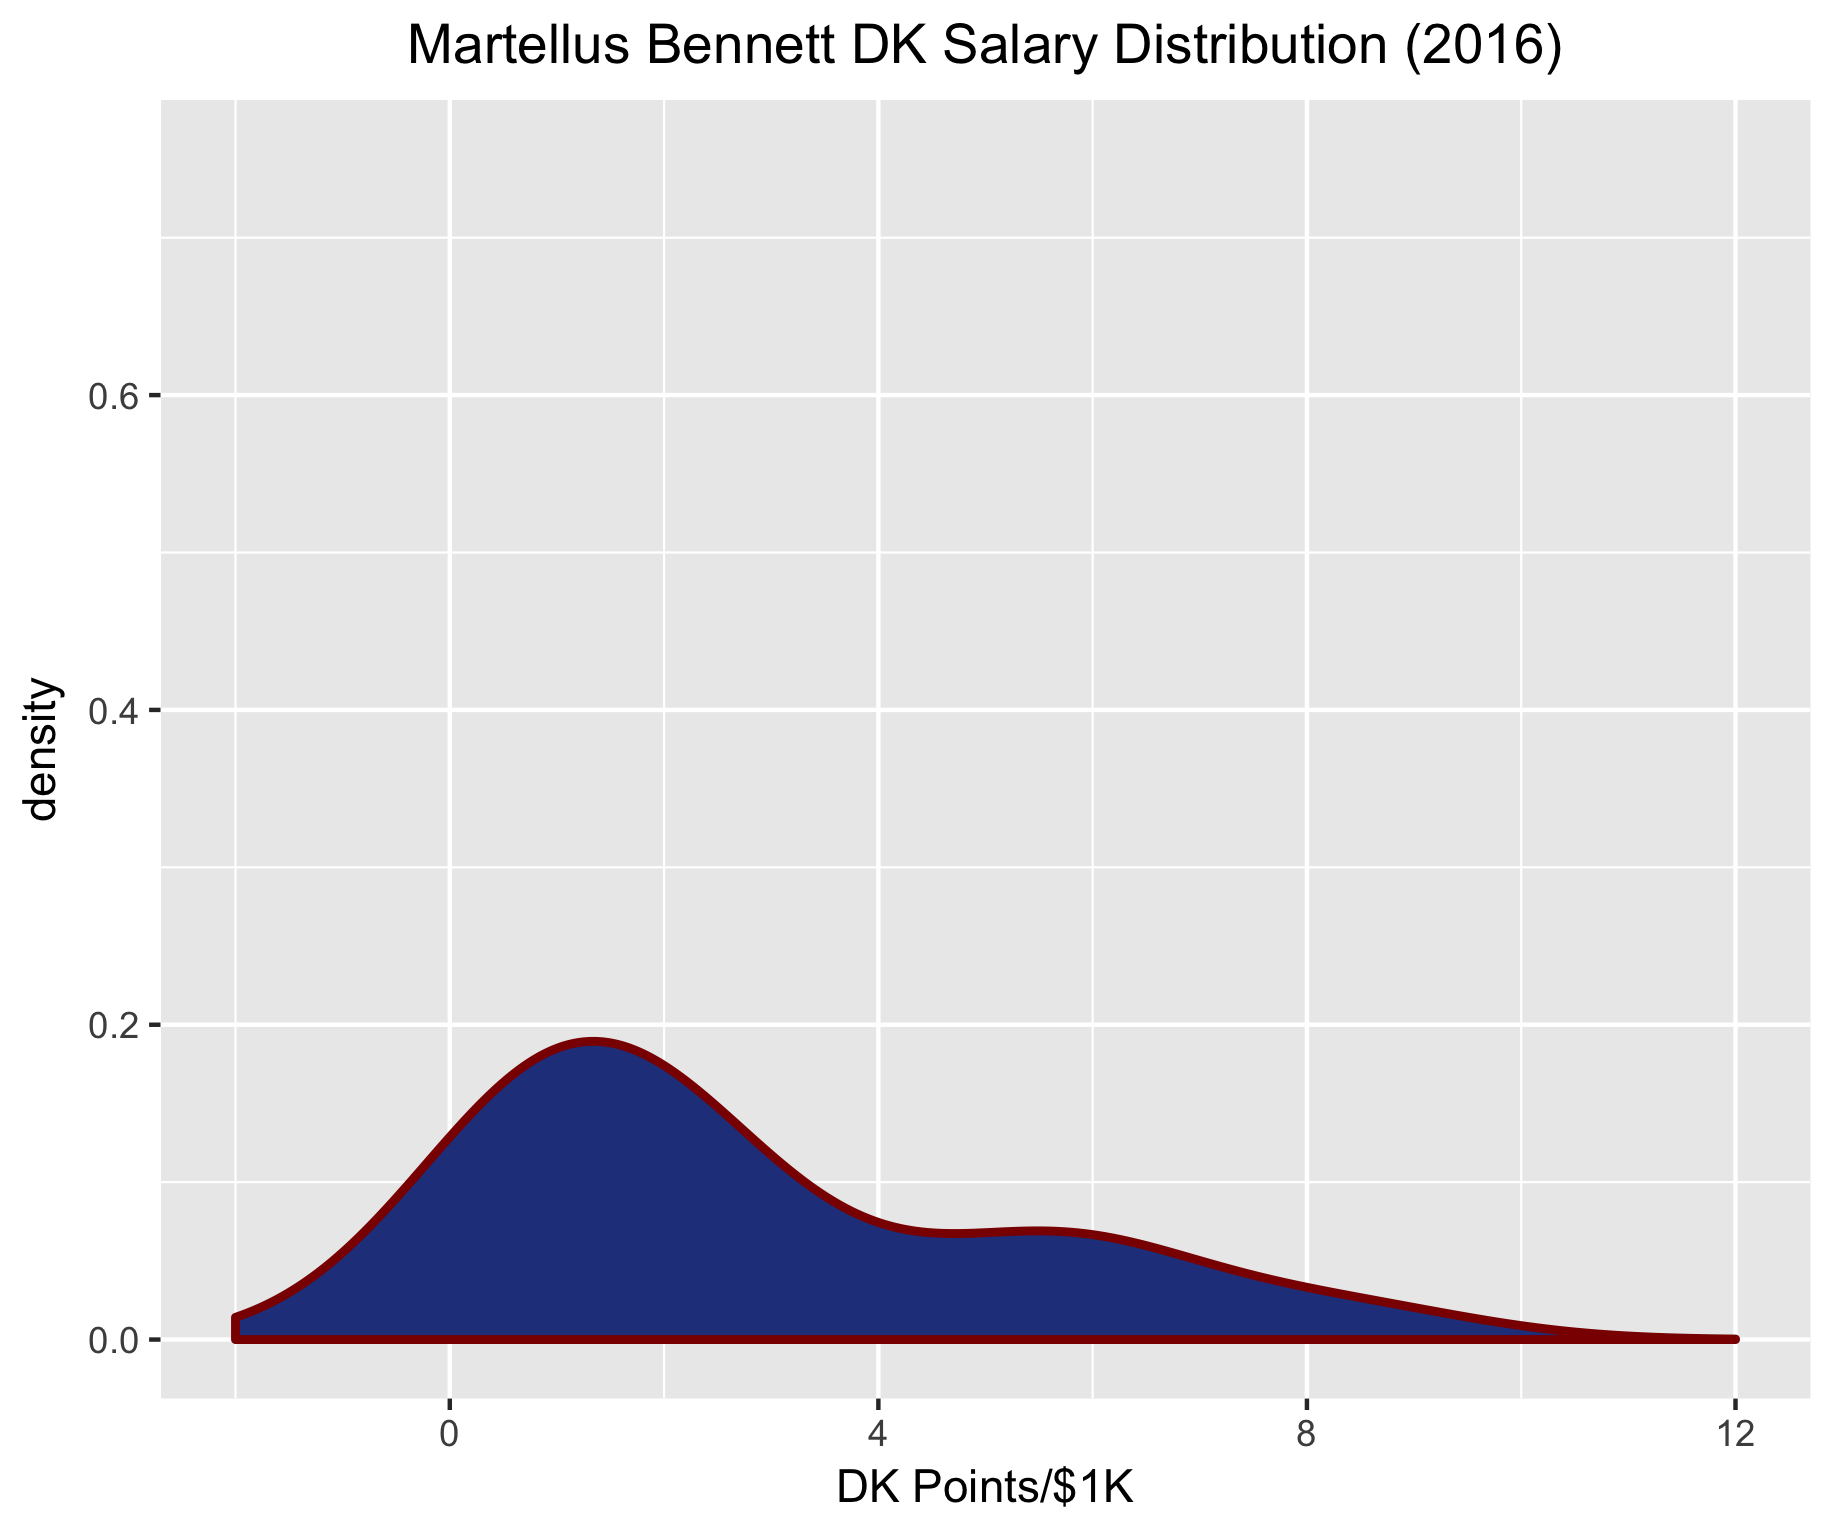 Martellus Bennett DK Salary Distribution (2016)
density
0.6
0.4
0.2
0.0
0 4 8 12
DK Points/$1K